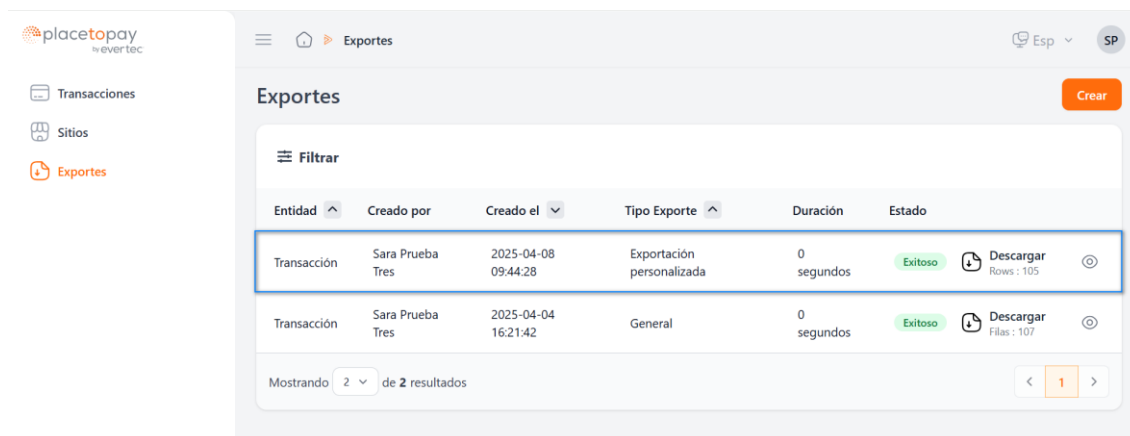 placetopay
by evertec
Transacciones
Sitios
Exportes
Exportes
Esp
SP
Exportes
Crear
Filtrar
Entidad Creado por Creado el Tipo Exporte Duración Estado
Transacción Sara Prueba Tres 2025-04-08 09:44:28 Exportación personalizada 0 segundos Exitoso Descargar Rows : 105
Transacción Sara Prueba Tres 2025-04-04 16:21:42 General 0 segundos Exitoso Descargar Filas : 107
Mostrando 2 de 2 resultados
1